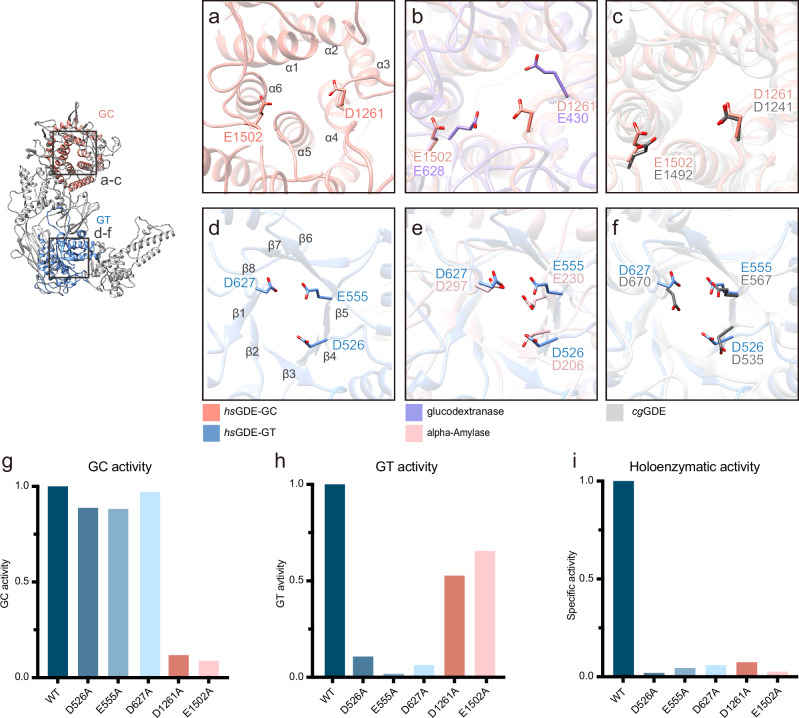 GC
a-c
GT
d-f
a
α1
α2
α3
α6
α4
α5
E1502
D1261
b
D1261
E430
E1502
E628
c
D1261
D1241
E1502
E1492
d
β7
β6
β8
D627
E555
β1
β5
β2
β4
β3
D526
e
D627
D297
E555
E230
D526
D206
f
D627
D670
E555
E567
D526
D535
hsGDE-GC
hsGDE-GT
glucodextranase
alpha-Amylase
cgGDE
g
GC activity
GC activity
1.0
0.5
0.0
WT
D526A
E555A
D627A
D1261A
E1502A
h
GT activity
GT activity
1.0
0.5
0.0
WT
D526A
E555A
D627A
D1261A
E1502A
i
Holoenzymatic activity
Specific activity
1.0
0.5
0.0
WT
D526A
E555A
D627A
D1261A
E1502A